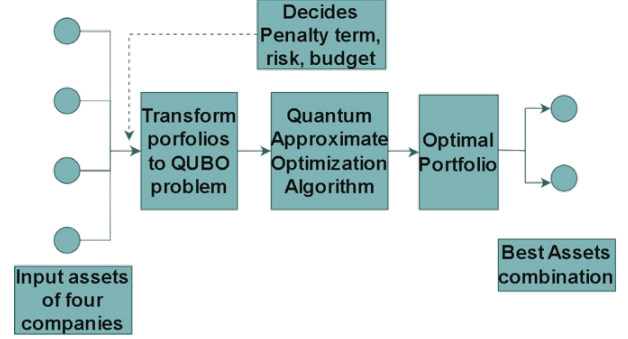 Decides
Penalty term,
risk, budget
Transform
porfolios
to QUBO
problem
Quantum
Approximate
Optimization
Algorithm
Optimal
Portfolio
Input assets
of four
companies
Best Assets
combination